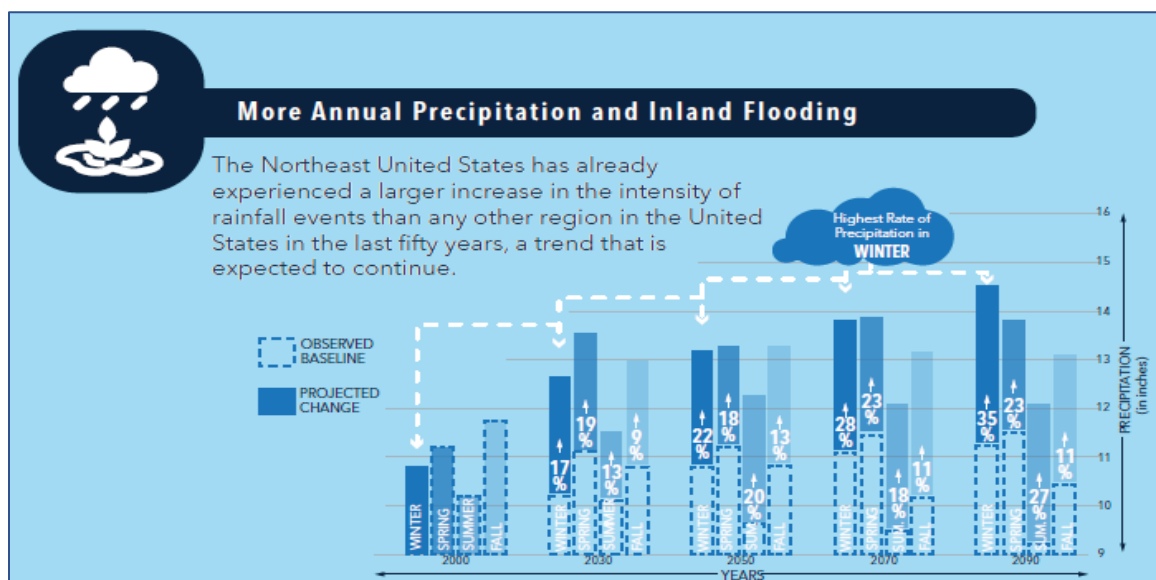 More Annual Precipitation and Inland Flooding
The Northeast United States has already
experienced a larger increase in the intensity of
rainfall events than any other region in the United
States in the last fifty years, a trend that is
expected to continue.
Highest Rate of
Precipitation in
WINTER
OBSERVED
BASELINE
PROJECTED
CHANGE
16
15
14
13
12
11
10
9
PRECIPITATION
(in inches)
WINTER
SPRING
SUMMER
FALL
17
%
19
%
13
%
9
%
WINTER
SPRING
SUMMER
FALL
22
%
18
%
20
%
13
%
WINTER
SPRING
SUM.
FALL
28
%
23
%
18
%
11
%
WINTER
SPRING
SUM.
FALL
35
%
23
%
27
%
11
%
WINTER
SPRING
SUM.
FALL
2000
2030
2050
2070
2090
YEARS